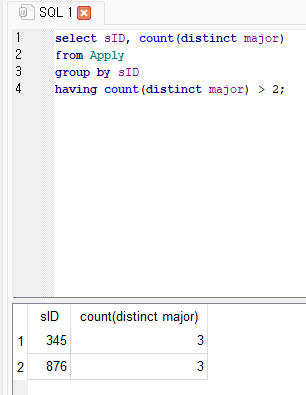 SQL 1
1 select sID, count(distinct major)
2 from Apply
3 group by sID
4 having count(distinct major) > 2;
sID count(distinct major)
1 345 3
2 876 3